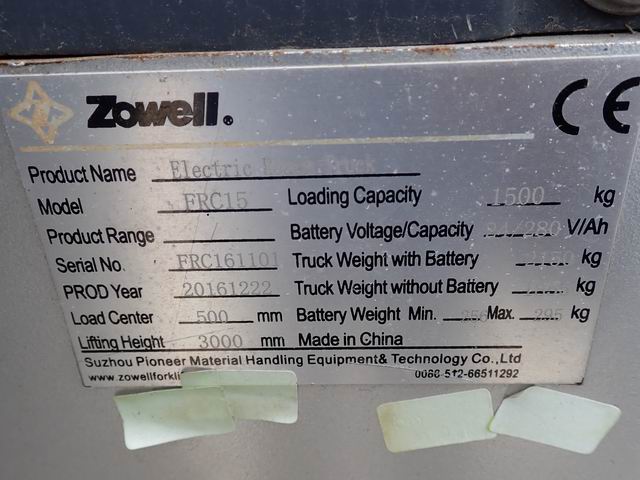 Zowell®
CE
Product Name Electric
Model FRC15
Loading Capacity 1500 kg
Product Range /
Battery Voltage/Capacity /280 V/Ah
Serial No. FRC161101
Truck Weight with Battery kg
PROD Year 20161222
Truck Weight without Battery kg
Load Center 500 mm
Battery Weight Min. Max. kg
Lifting Height 3000 mm
Made in China
Suzhou Pioneer Material Handling Equipment& Technology Co.,Ltd
www.zowellforkli
0086-512-66511292